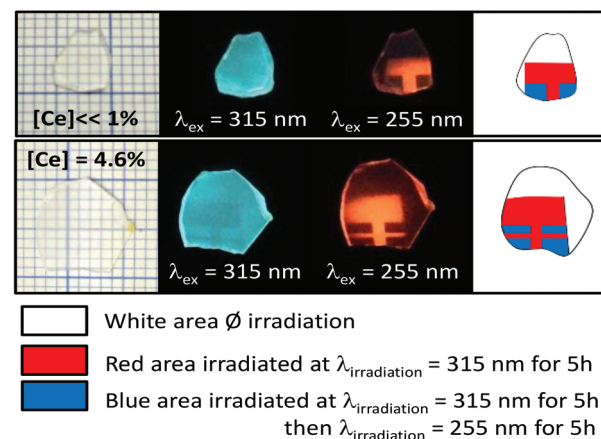 [Ce]<< 1%
λex = 315 nm
λex = 255 nm
[Ce] = 4.6%
λex = 315 nm
λex = 255 nm
White area Ø irradiation
Red area irradiated at λirradiation = 315 nm for 5h
Blue area irradiated at λirradiation = 315 nm for 5h
then λirradiation = 255 nm for 5h